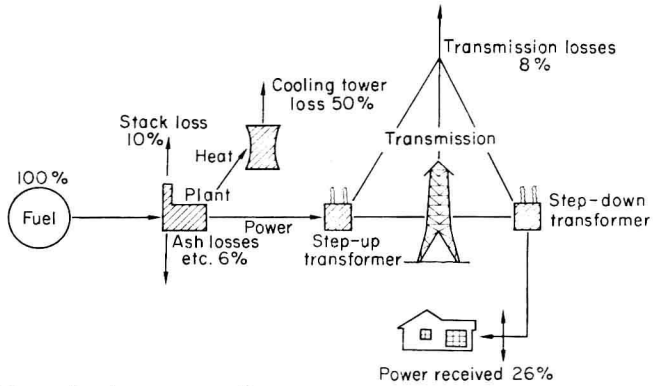 Transmission losses
8%
Cooling tower
loss 50%
Stack loss
10%
Transmission
Heat
100%
Plant
Fuel
Step-down
transformer
Power
Ash losses
etc. 6%
Step-up
transformer
Power received 26%